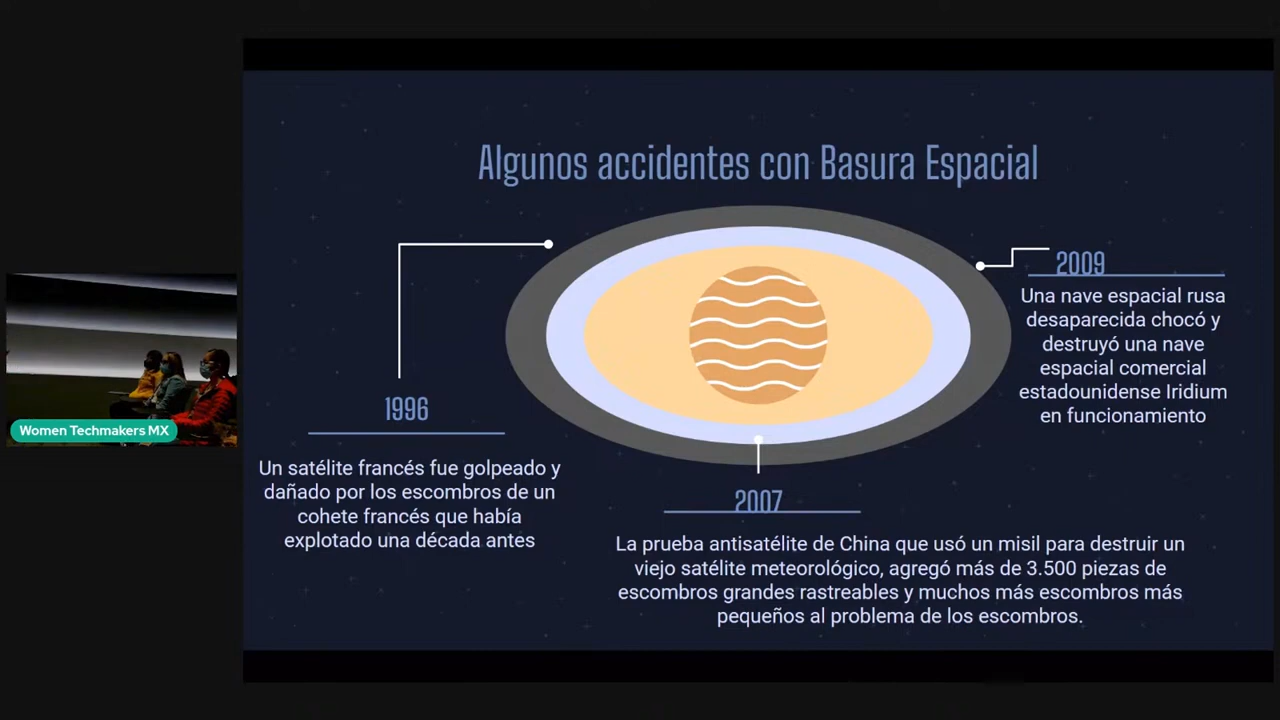 Algunos accidentes con Basura Espacial
1996
Un satélite francés fue golpeado y
dañado por los escombros de un
cohete francés que había
explotado una década antes
2007
La prueba antisatélite de China que usó un misil para destruir un
viejo satélite meteorológico, agregó más de 3.500 piezas de
escombros grandes rastreables y muchos más escombros más
pequeños al problema de los escombros.
2009
Una nave espacial rusa
desaparecida chocó y
destruyó una nave
espacial comercial
estadounidense Iridium
en funcionamiento
Women Techmakers MX